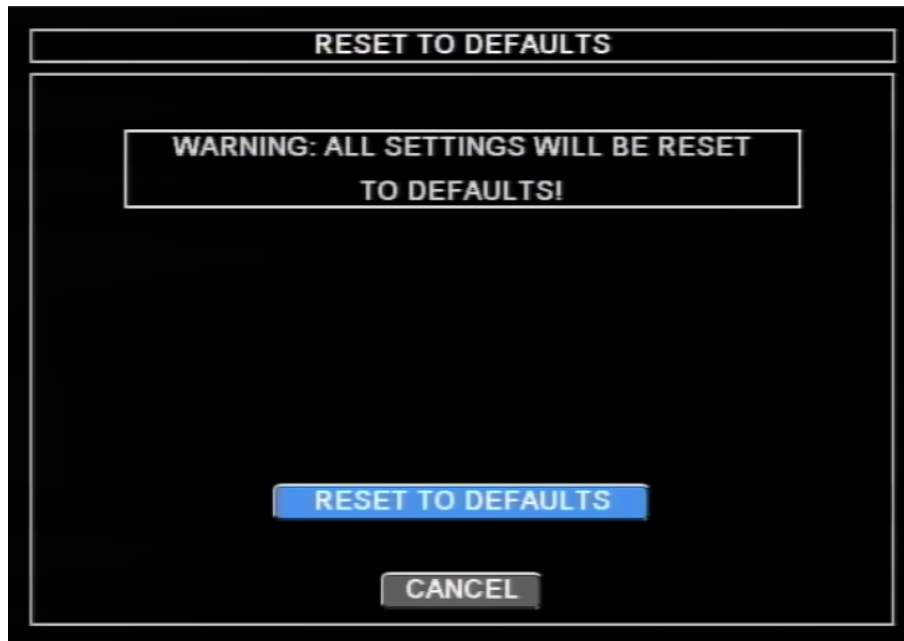 RESET TO DEFAULTS
WARNING: ALL SETTINGS WILL BE RESET
TO DEFAULTS!
RESET TO DEFAULTS
CANCEL